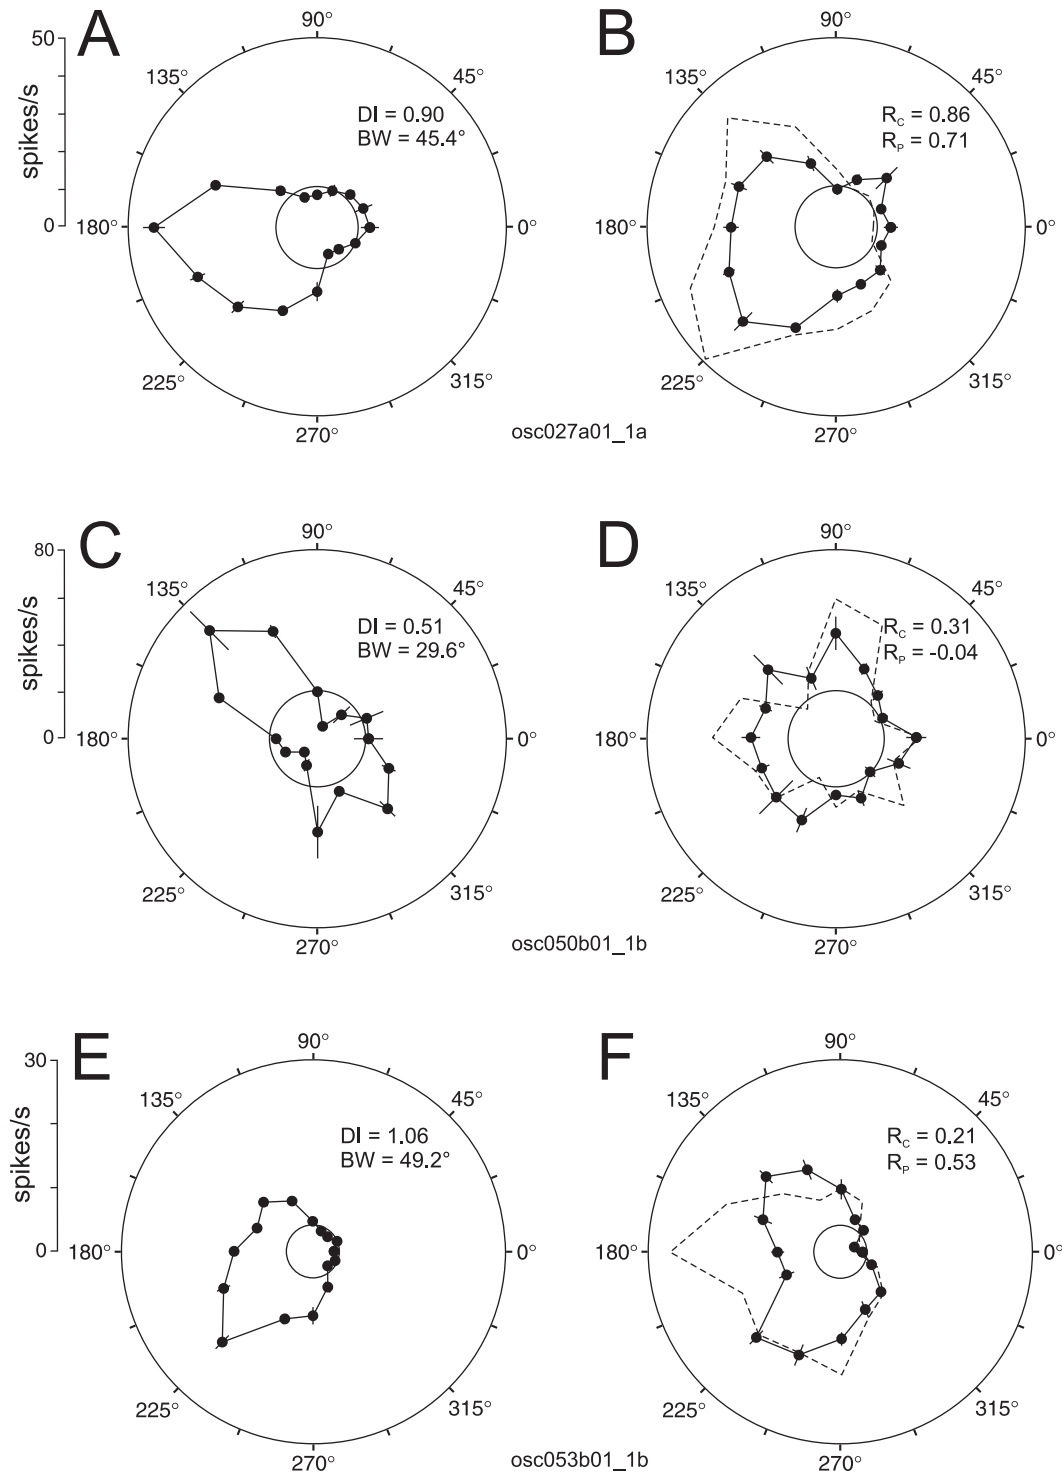 A
B
50
spikes/s
0
90°
135°
DI = 0.90
BW = 45.4°
180°
0°
225°
315°
270°
90°
135°
45°
R_C = 0.86
R_P = 0.71
180°
0°
225°
315°
270°
osc027a01_1a
C
D
80
spikes/s
0
90°
135°
45°
DI = 0.51
BW = 29.6°
180°
0°
225°
315°
270°
90°
135°
45°
R_C = 0.31
R_P = -0.04
180°
0°
225°
315°
270°
osc050b01_1b
E
F
30
spikes/s
0
90°
135°
45°
DI = 1.06
BW = 49.2°
180°
0°
225°
315°
270°
90°
135°
45°
R_C = 0.21
R_P = 0.53
180°
0°
225°
315°
270°
osc053b01_1b